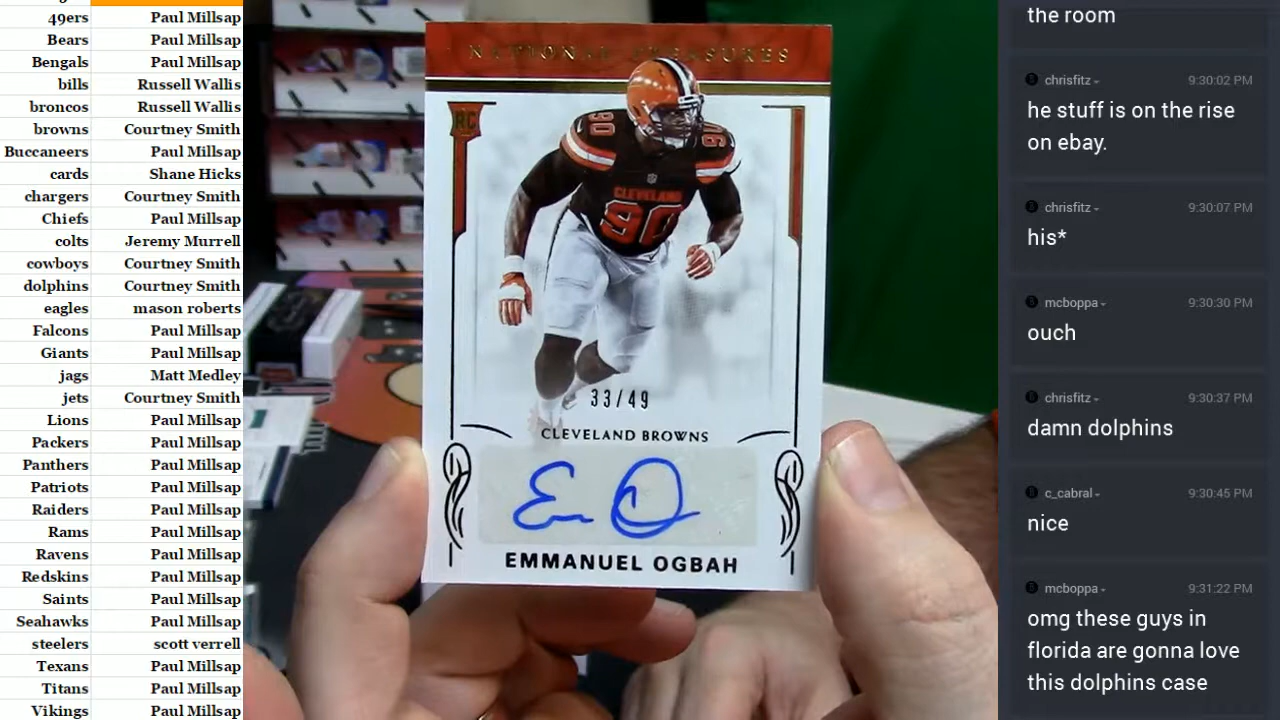 49ers Paul Millsap
Bears Paul Millsap
Bengals Paul Millsap
bills Russell Wallis
broncos Russell Wallis
browns Courtney Smith
Buccaneers Paul Millsap
cards Shane Hicks
chargers Courtney Smith
Chiefs Paul Millsap
colts Jeremy Murrell
cowboys Courtney Smith
dolphins Courtney Smith
eagles mason roberts
Falcons Paul Millsap
Giants Paul Millsap
jags Matt Medley
jets Courtney Smith
Lions Paul Millsap
Packers Paul Millsap
Panthers Paul Millsap
Patriots Paul Millsap
Raiders Paul Millsap
Rams Paul Millsap
Ravens Paul Millsap
Redskins Paul Millsap
Saints Paul Millsap
Seahawks Paul Millsap
steelers scott verrell
Texans Paul Millsap
Titans Paul Millsap
Vikings Paul Millsap
NATIONAL TREASURES
RC
90
90
CLEVELAND
90
33/49
CLEVELAND BROWNS
EMMANUEL OGBAH
the room
chrisfitz 9:30:02 PM
he stuff is on the rise
on ebay.
chrisfitz 9:30:07 PM
his*
mcboppa 9:30:30 PM
ouch
chrisfitz 9:30:37 PM
damn dolphins
c_cabral 9:30:45 PM
nice
mcboppa 9:31:22 PM
omg these guys in
florida are gonna love
this dolphins case